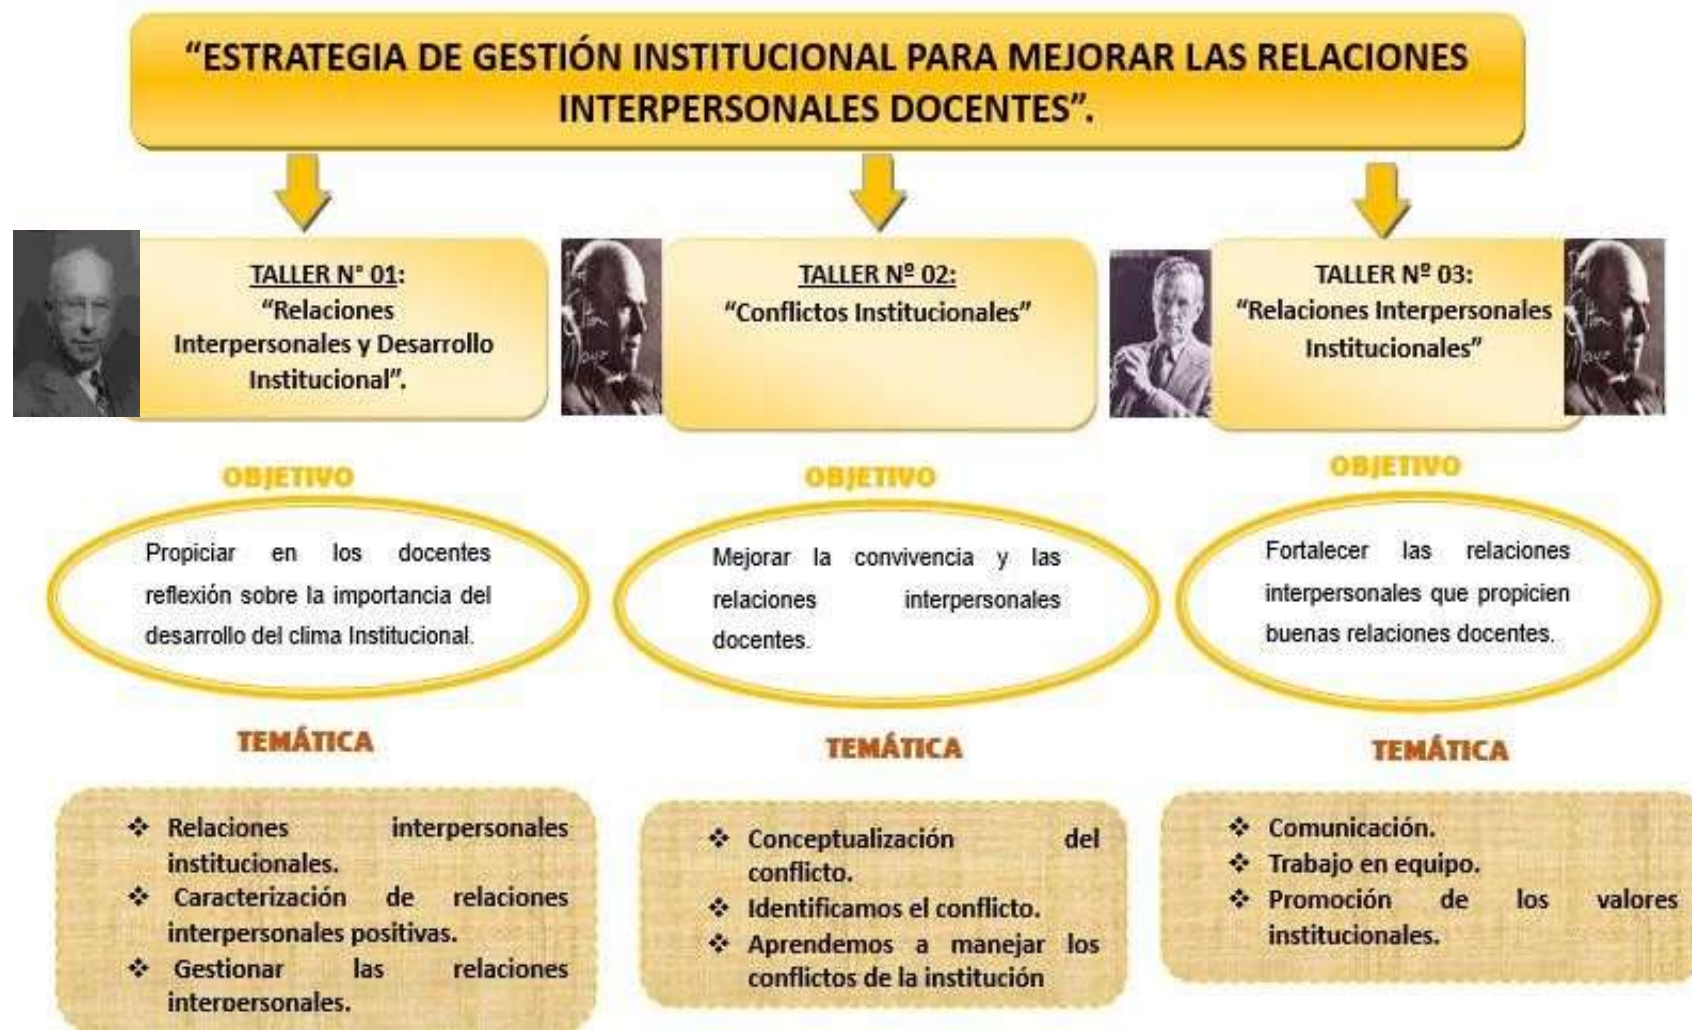 “ESTRATEGIA DE GESTIÓN INSTITUCIONAL PARA MEJORAR LAS RELACIONES
INTERPERSONALES DOCENTES”.
TALLER N° 01:
“Relaciones
Interpersonales y Desarrollo
Institucional”.
TALLER Nº 02:
“Conflictos Institucionales”
TALLER Nº 03:
“Relaciones Interpersonales
Institucionales”
OBJETIVO
Propiciar en los docentes
reflexión sobre la importancia del
desarrollo del clima Institucional.
OBJETIVO
Mejorar la convivencia y las
relaciones interpersonales
docentes.
OBJETIVO
Fortalecer las relaciones
interpersonales que propicien
buenas relaciones docentes.
TEMÁTICA
❖ Relaciones interpersonales
institucionales.
❖ Caracterización de relaciones
interpersonales positivas.
❖ Gestionar las relaciones
interpersonales.
TEMÁTICA
❖ Conceptualización del
conflicto.
❖ Identificamos el conflicto.
❖ Aprendemos a manejar los
conflictos de la institución
TEMÁTICA
❖ Comunicación.
❖ Trabajo en equipo.
❖ Promoción de los valores
institucionales.